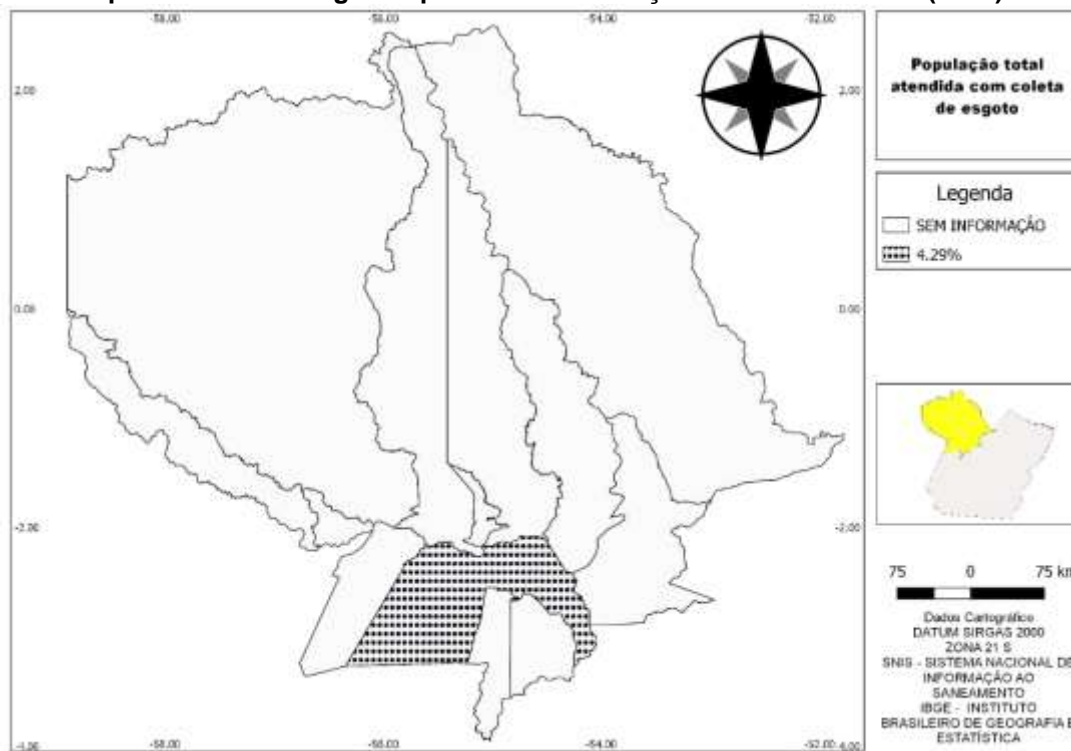 -58.00 -56.00 -54.00 -52.00
População total
atendida com coleta
de esgoto
2.00 2.00
Legenda
SEM INFORMAÇÃO
4.29%
0.00 0.00
-2.00 -2.00
75 0 75 km
Dados Cartográfico
DATUM SIRGAS 2000
ZONA 21 S
SNIS - SISTEMA NACIONAL DE
INFORMAÇÃO AO
SANEAMENTO
IBGE - INSTITUTO
BRASILEIRO DE GEOGRAFIA E
ESTATÍSTICA
-4.00 -58.00 -56.00 -54.00 -52.00 -4.00